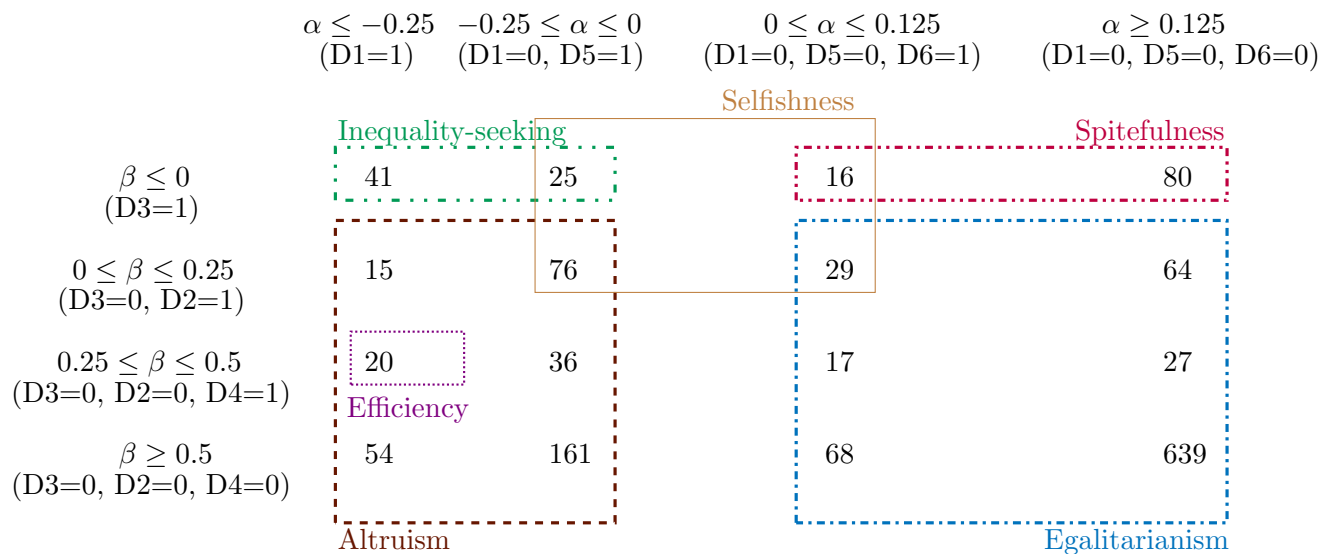 α ≤ −0.25 −0.25 ≤ α ≤ 0 0 ≤ α ≤ 0.125 α ≥ 0.125
(D1=1) (D1=0, D5=1) (D1=0, D5=0, D6=1) (D1=0, D5=0, D6=0)
Selfishness
Inequality-seeking Spitefulness
β ≤ 0 41 25 16 80
(D3=1)
0 ≤ β ≤ 0.25 15 76 29 64
(D3=0, D2=1)
0.25 ≤ β ≤ 0.5 20 36 17 27
(D3=0, D2=0, D4=1)
Efficiency
β ≥ 0.5 54 161 68 639
(D3=0, D2=0, D4=0)
Altruism Egalitarianism